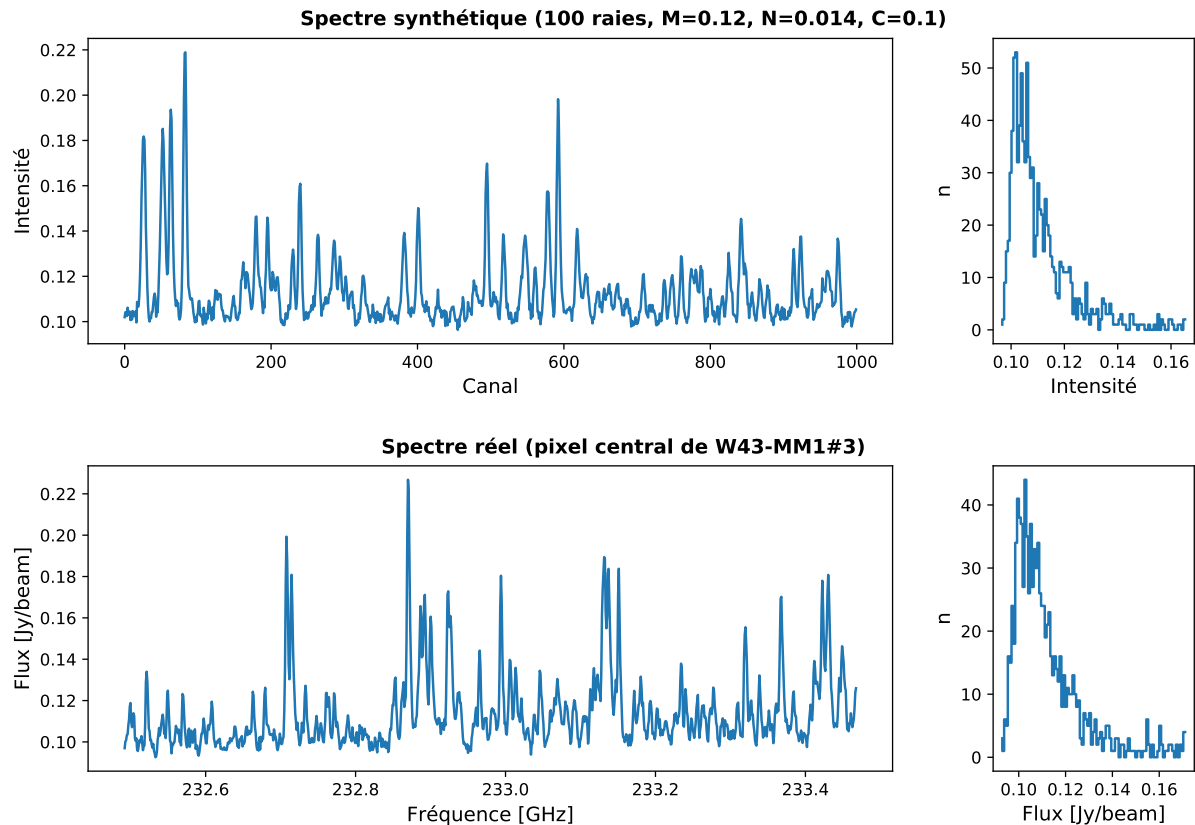 Spectre synthétique (100 raies, M=0.12, N=0.014, C=0.1)
Intensité
0.22
0.20
0.18
0.16
0.14
0.12
0.10
0 200 400 600 800 1000
Canal
n
50
40
30
20
10
0
0.10 0.12 0.14 0.16
Intensité
Spectre réel (pixel central de W43-MM1#3)
Flux [Jy/beam]
0.22
0.20
0.18
0.16
0.14
0.12
0.10
232.6 232.8 233.0 233.2 233.4
Fréquence [GHz]
n
40
30
20
10
0
0.10 0.12 0.14 0.16
Flux [Jy/beam]